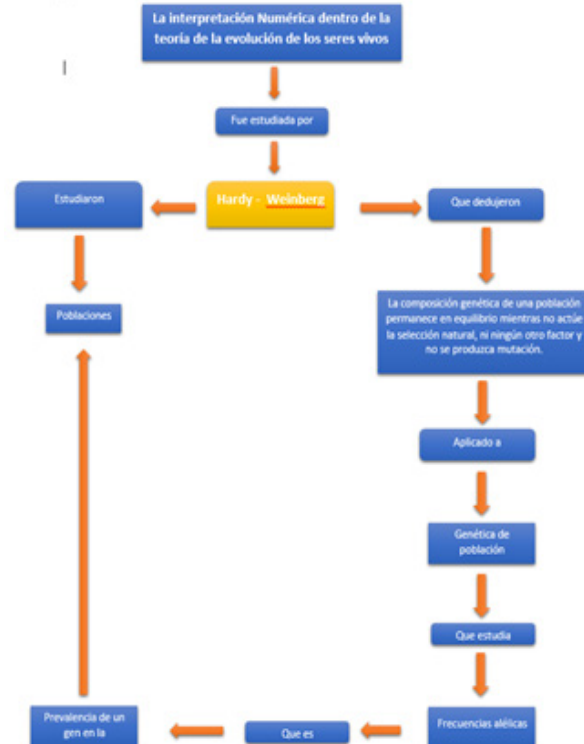 La interpretación Numérica dentro de la
teoría de la evolución de los seres vivos
Fue estudiada por
Hardy - Weinberg
Estudiaron
Que dedujeron
Poblaciones
La composición genética de una población
permanece en equilibrio mientras no actúe
la selección natural, ni ningún otro factor y
no se produzca mutación.
Aplicado a
Genética de
población
Que estudia
Frecuencias alélicas
Que es
Prevalencia de un
gen en la